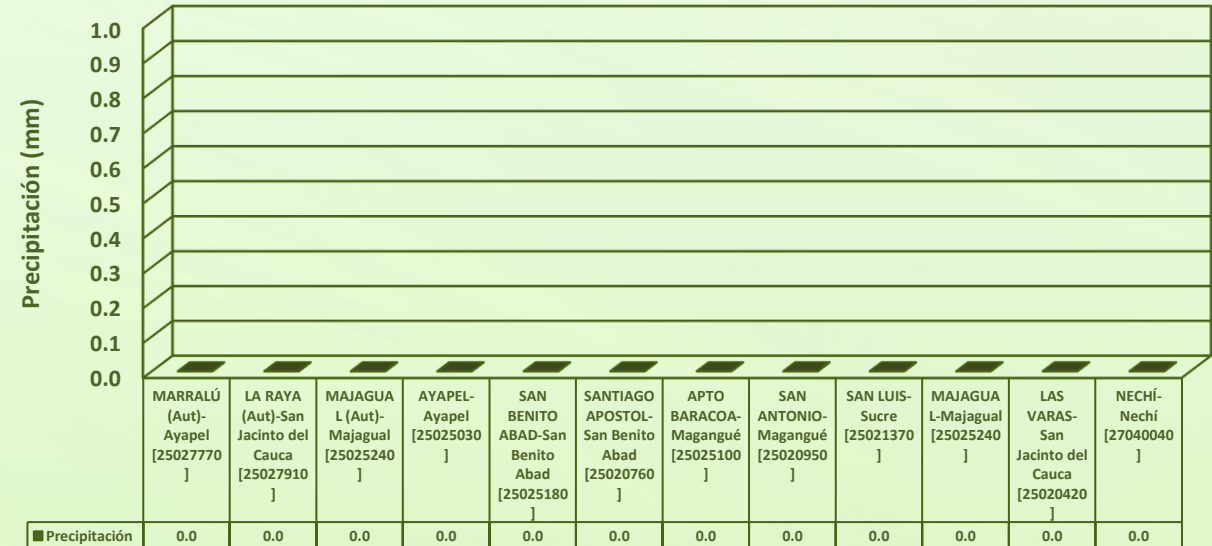 Precipitación (mm)
1.0
0.9
0.8
0.7
0.6
0.5
0.4
0.3
0.2
0.1
0.0
MARRALÚ
(Aut)-
Ayapel
[25027770
]
LA RAYA
(Aut)-San
Jacinto del
Cauca
[25027910
]
MAJAGUA
L (Aut)-
Majagual
[25025240
]
AYAPEL-
Ayapel
[25025030
]
SAN
BENITO
ABAD-San
Benito
Abad
[25025180
]
SANTIAGO
APOSTOL-
San Benito
Abad
[25020760
]
APTO
BARACOA-
Magangué
[25025100
]
SAN
ANTONIO-
Magangué
[25020950
]
SAN LUIS-
Sucre
[25021370
]
MAJAGUA
L-Majagual
[25025240
]
LAS
VARAS-
San
Jacinto del
Cauca
[25020420
]
NECHÍ-
Nechí
[27040040
]
Precipitación 0.0 0.0 0.0 0.0 0.0 0.0 0.0 0.0 0.0 0.0 0.0 0.0